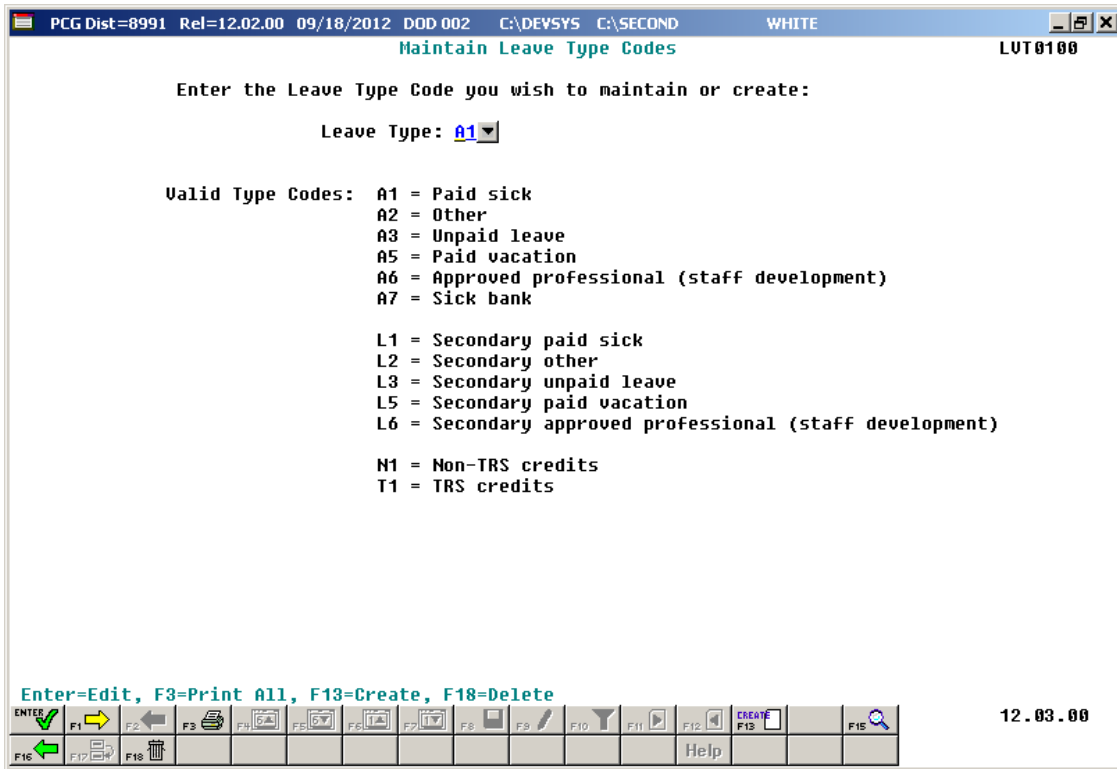 PCG Dist=8991 Rel=12.02.00 09/18/2012 DOD 002 C:\DEVSYS C:\SECOND WHITE
Maintain Leave Type Codes LVT0100
Enter the Leave Type Code you wish to maintain or create:
Leave Type: A1
Valid Type Codes: A1 = Paid sick
A2 = Other
A3 = Unpaid leave
A5 = Paid vacation
A6 = Approved professional (staff development)
A7 = Sick bank
L1 = Secondary paid sick
L2 = Secondary other
L3 = Secondary unpaid leave
L5 = Secondary paid vacation
L6 = Secondary approved professional (staff development)
N1 = Non-TRS credits
T1 = TRS credits
Enter=Edit, F3=Print All, F13=Create, F18=Delete
ENTER F1 F2 F3 F4 F5 F6 F7 F8 F9 F10 F11 F12 CREATE F13 F15 12.03.00
F16 F17 F18 Help